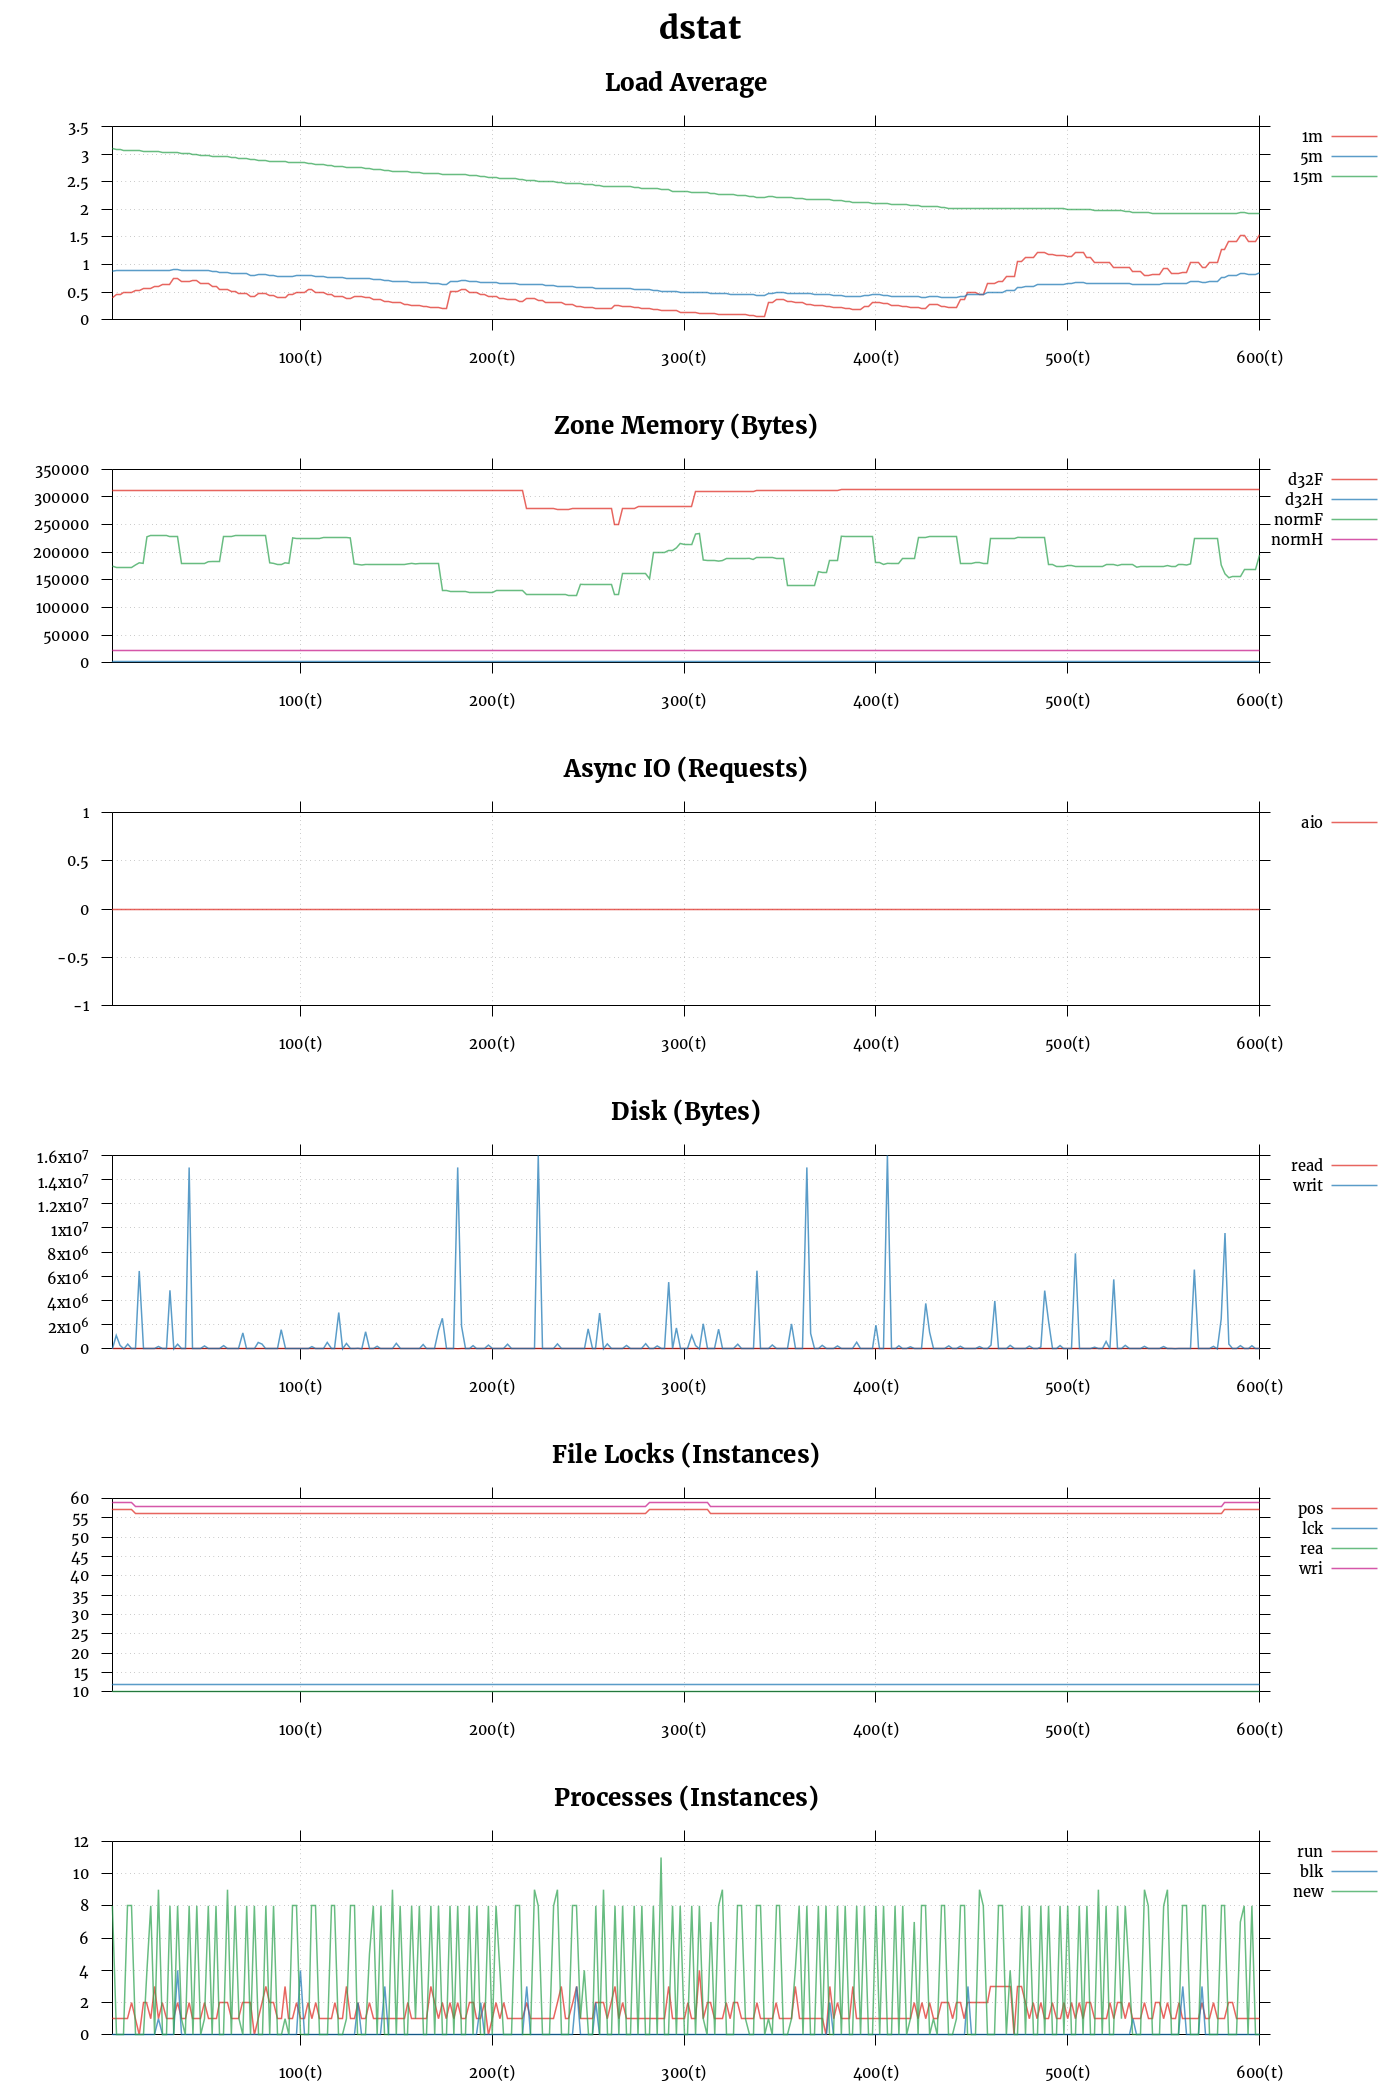 dstat
Load Average
3.5
3
2.5
2
1.5
1
0.5
0
1m
5m
15m
100(t) 200(t) 300(t) 400(t) 500(t) 600(t)
Zone Memory (Bytes)
350000
300000
250000
200000
150000
100000
50000
0
d32F
d32H
normF
normH
100(t) 200(t) 300(t) 400(t) 500(t) 600(t)
Async IO (Requests)
1
0.5
0
-0.5
-1
aio
100(t) 200(t) 300(t) 400(t) 500(t) 600(t)
Disk (Bytes)
1.6x10⁷
1.4x10⁷
1.2x10⁷
1x10⁷
8x10⁶
6x10⁶
4x10⁶
2x10⁶
0
read
writ
100(t) 200(t) 300(t) 400(t) 500(t) 600(t)
File Locks (Instances)
60
55
50
45
40
35
30
25
20
15
10
pos
lck
rea
wri
100(t) 200(t) 300(t) 400(t) 500(t) 600(t)
Processes (Instances)
12
10
8
6
4
2
0
run
blk
new
100(t) 200(t) 300(t) 400(t) 500(t) 600(t)